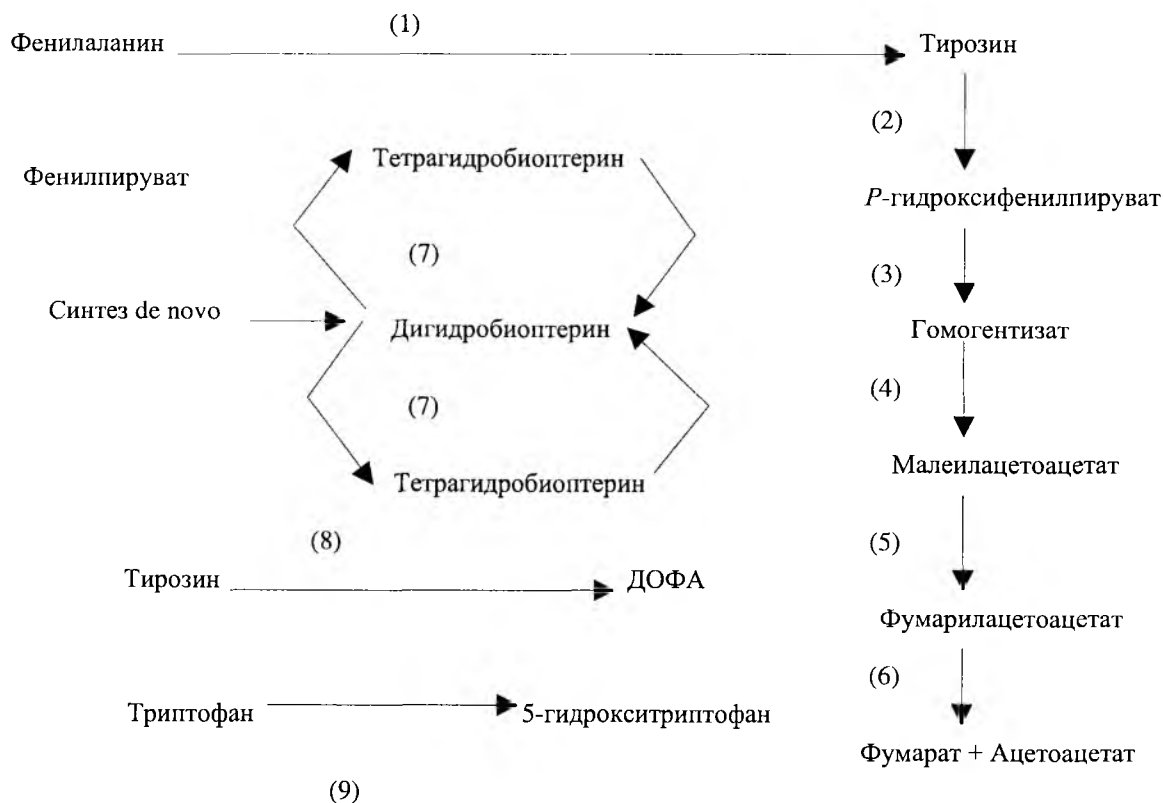 (1)
Фенилаланин
Тирозин
(2)
Тетрагидробиоптерин
Фенилпируват
P-гидроксифенилпируват
(7)
(3)
Синтез de novo
Дигидробиоптерин
Гомогентизат
(7)
(4)
Малеилацетоацетат
Тетрагидробиоптерин
(8)
(5)
Тирозин
ДОФА
Фумарилацетоацетат
(6)
Триптофан
5-гидрокситриптофан
Фумарат + Ацетоацетат
(9)